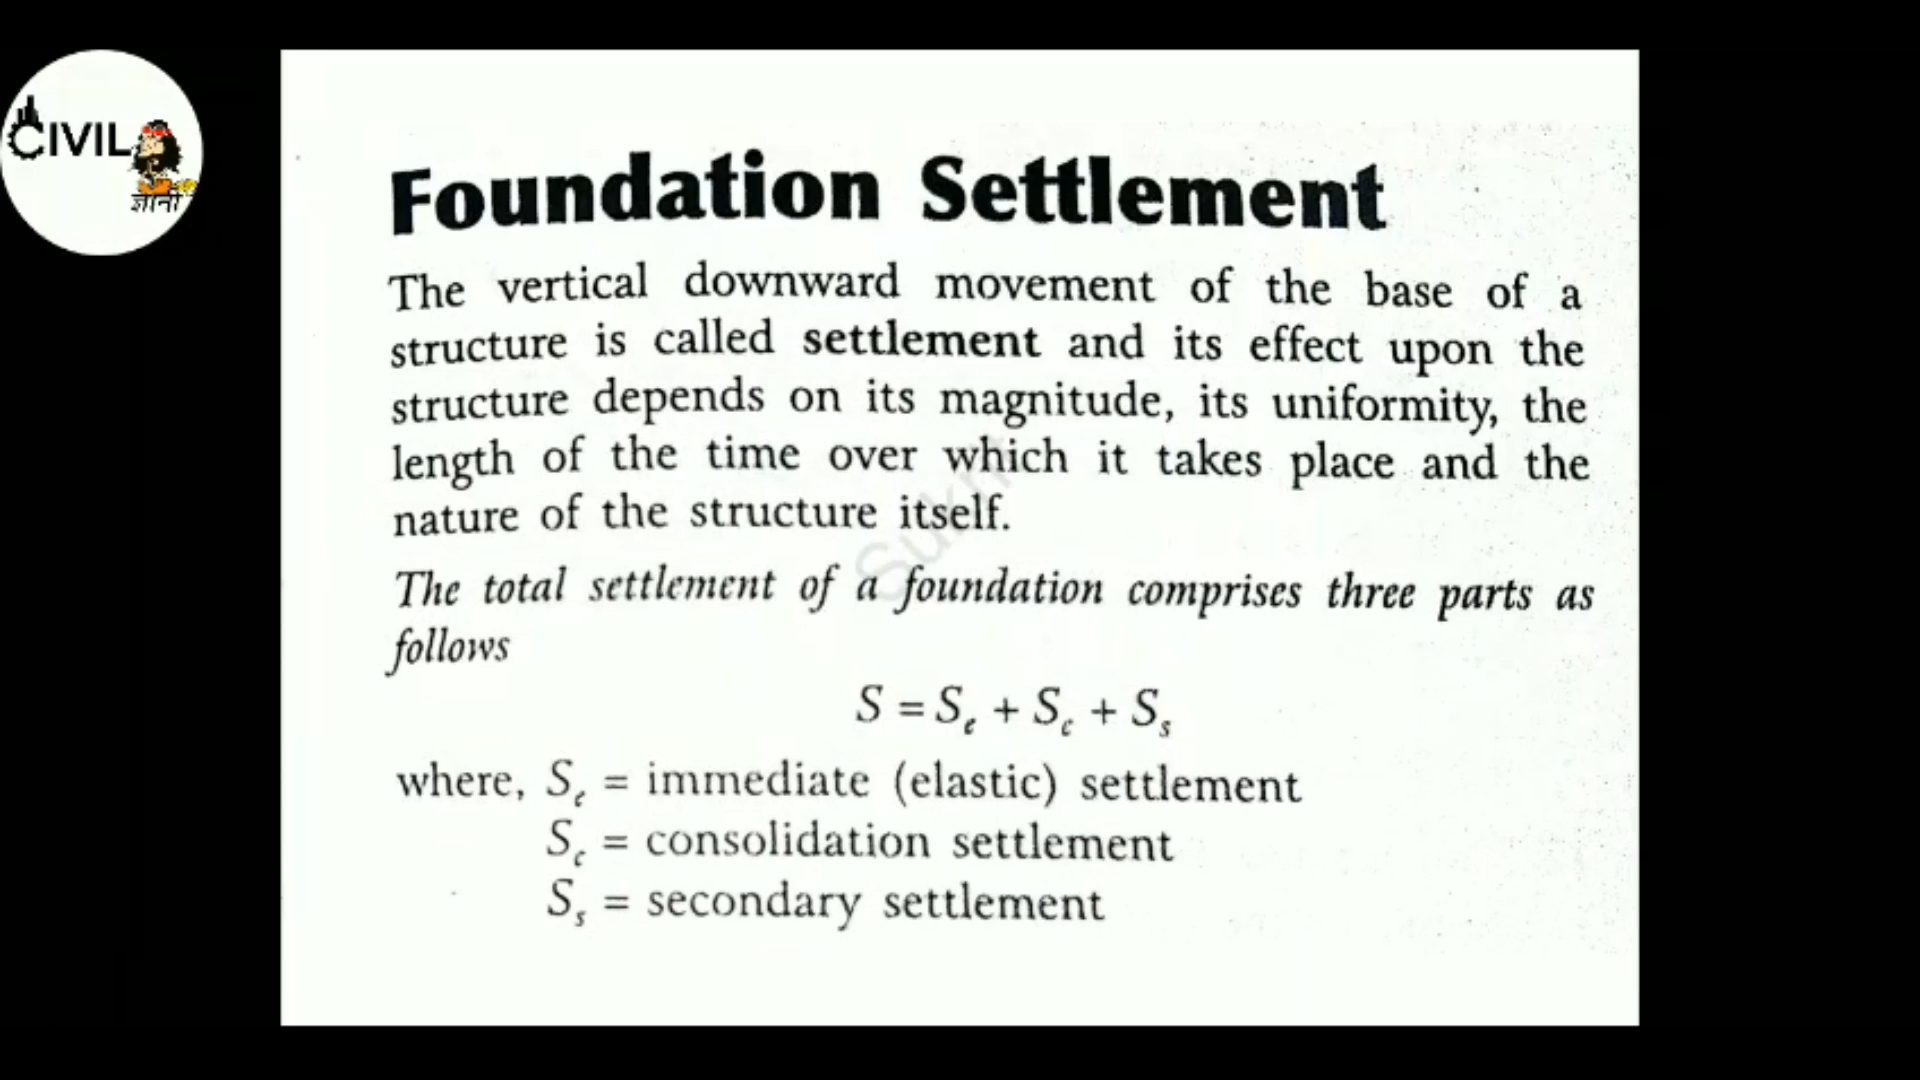 CIVIL
ज्ञानी
Foundation Settlement
The vertical downward movement of the base of a
structure is called settlement and its effect upon the
structure depends on its magnitude, its uniformity, the
length of the time over which it takes place and the
nature of the structure itself.
The total settlement of a foundation comprises three parts as
follows
S = Sₑ + S꜀ + Sₛ
where, Sₑ = immediate (elastic) settlement
S꜀ = consolidation settlement
Sₛ = secondary settlement